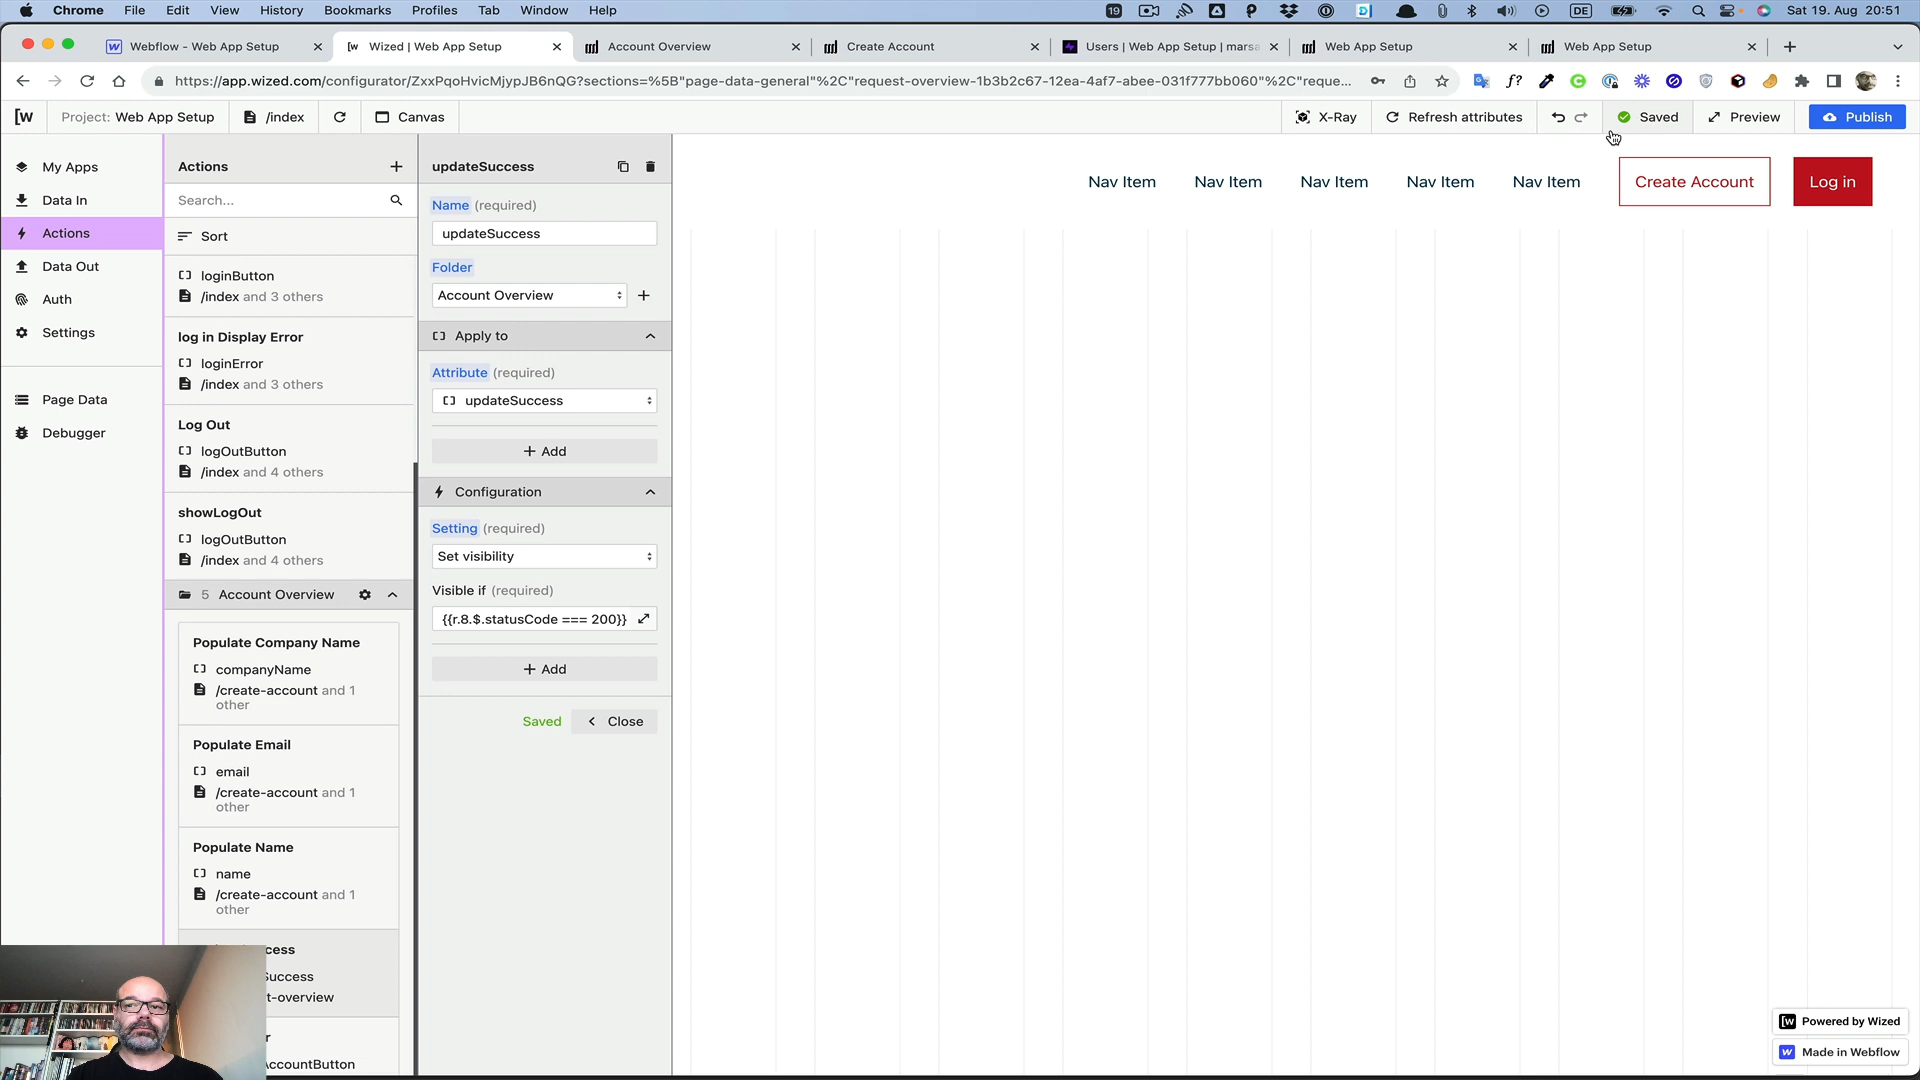 Chrome File Edit View History Bookmarks Profiles Tab Window Help
19 DE Sat 19. Aug 20:51
Webflow - Web App Setup
Wized | Web App Setup
Account Overview
Create Account
Users | Web App Setup | marsa
Web App Setup
Web App Setup
https://app.wized.com/configurator/ZxxPqoHvicMjypJB6nQG?sections=%5B"page-data-general"%2C"request-overview-1b3b2c67-12ea-4af7-abee-031f777bb060"%2C"reque...
Project: Web App Setup
/index
Canvas
X-Ray
Refresh attributes
Saved
Preview
Publish
My Apps
Data In
Actions
Data Out
Auth
Settings
Page Data
Debugger
Actions
Search...
Sort
loginButton
/index and 3 others
log in Display Error
loginError
/index and 3 others
Log Out
logOutButton
/index and 4 others
showLogOut
logOutButton
/index and 4 others
5 Account Overview
Populate Company Name
companyName
/create-account and 1
other
Populate Email
email
/create-account and 1
other
Populate Name
name
/create-account and 1
other
cess
Success
t-overview
r
ccountButton
updateSuccess
Name (required)
updateSuccess
Folder
Account Overview
Apply to
Attribute (required)
updateSuccess
+ Add
Configuration
Setting (required)
Set visibility
Visible if (required)
{{r.8.$.statusCode === 200}}
+ Add
Saved
Close
Nav Item
Nav Item
Nav Item
Nav Item
Nav Item
Create Account
Log in
Powered by Wized
Made in Webflow